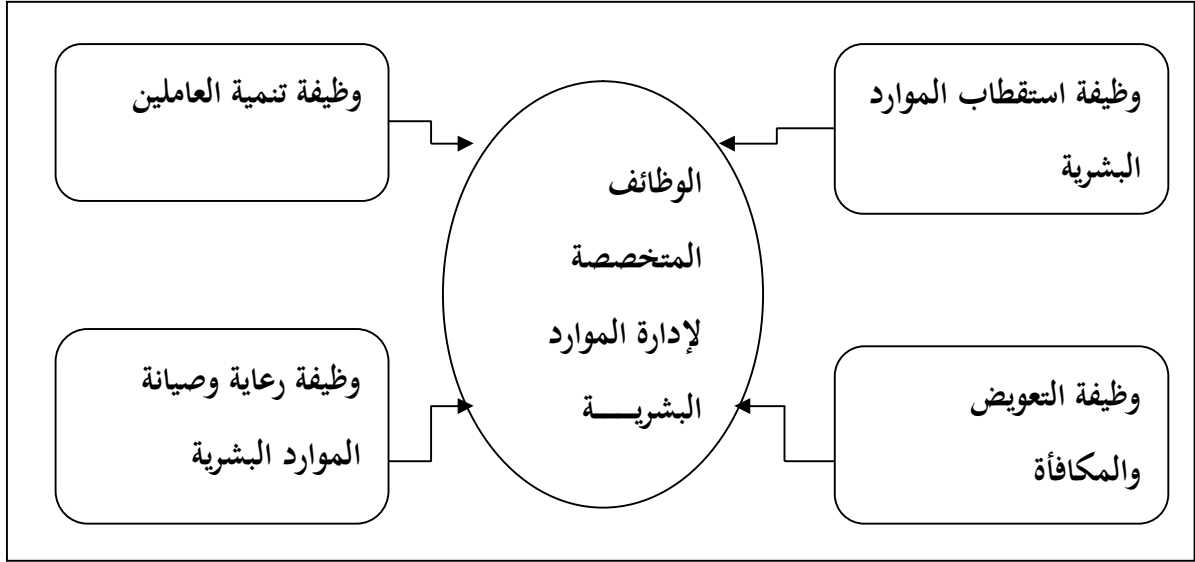 وظيفة استقطاب الموارد
البشرية
وظيفة تنمية العاملين
الوظائف
المتخصصة
لإدارة الموارد
البشريـــــة
وظيفة التعويض
والمكافأة
وظيفة رعاية وصيانة
الموارد البشرية